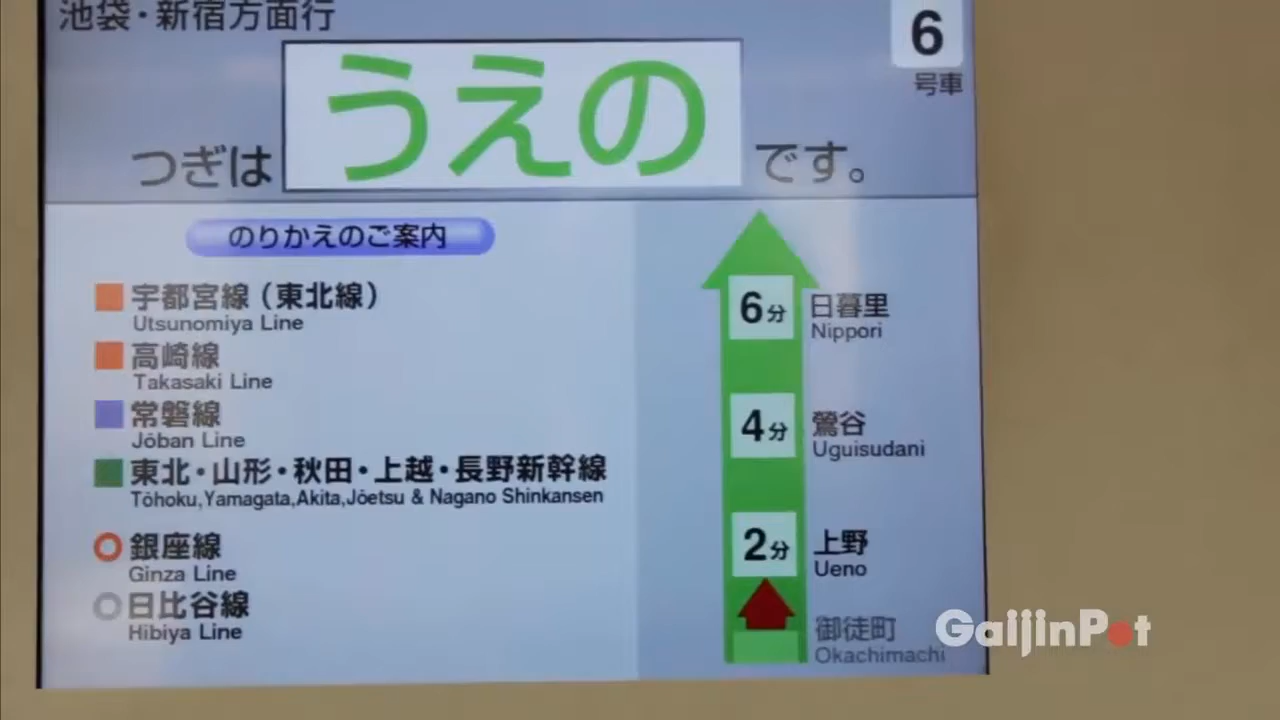 池袋・新宿方面行
6
号車
つぎは うえの です。
のりかえのご案内
宇都宮線（東北線）
Utsunomiya Line
高崎線
Takasaki Line
常磐線
Jōban Line
東北・山形・秋田・上越・長野新幹線
Tōhoku,Yamagata,Akita,Jōetsu & Nagano Shinkansen
銀座線
Ginza Line
日比谷線
Hibiya Line
6分 日暮里
Nippori
4分 鶯谷
Uguisudani
2分 上野
Ueno
御徒町
Okachimachi
GaijinPot